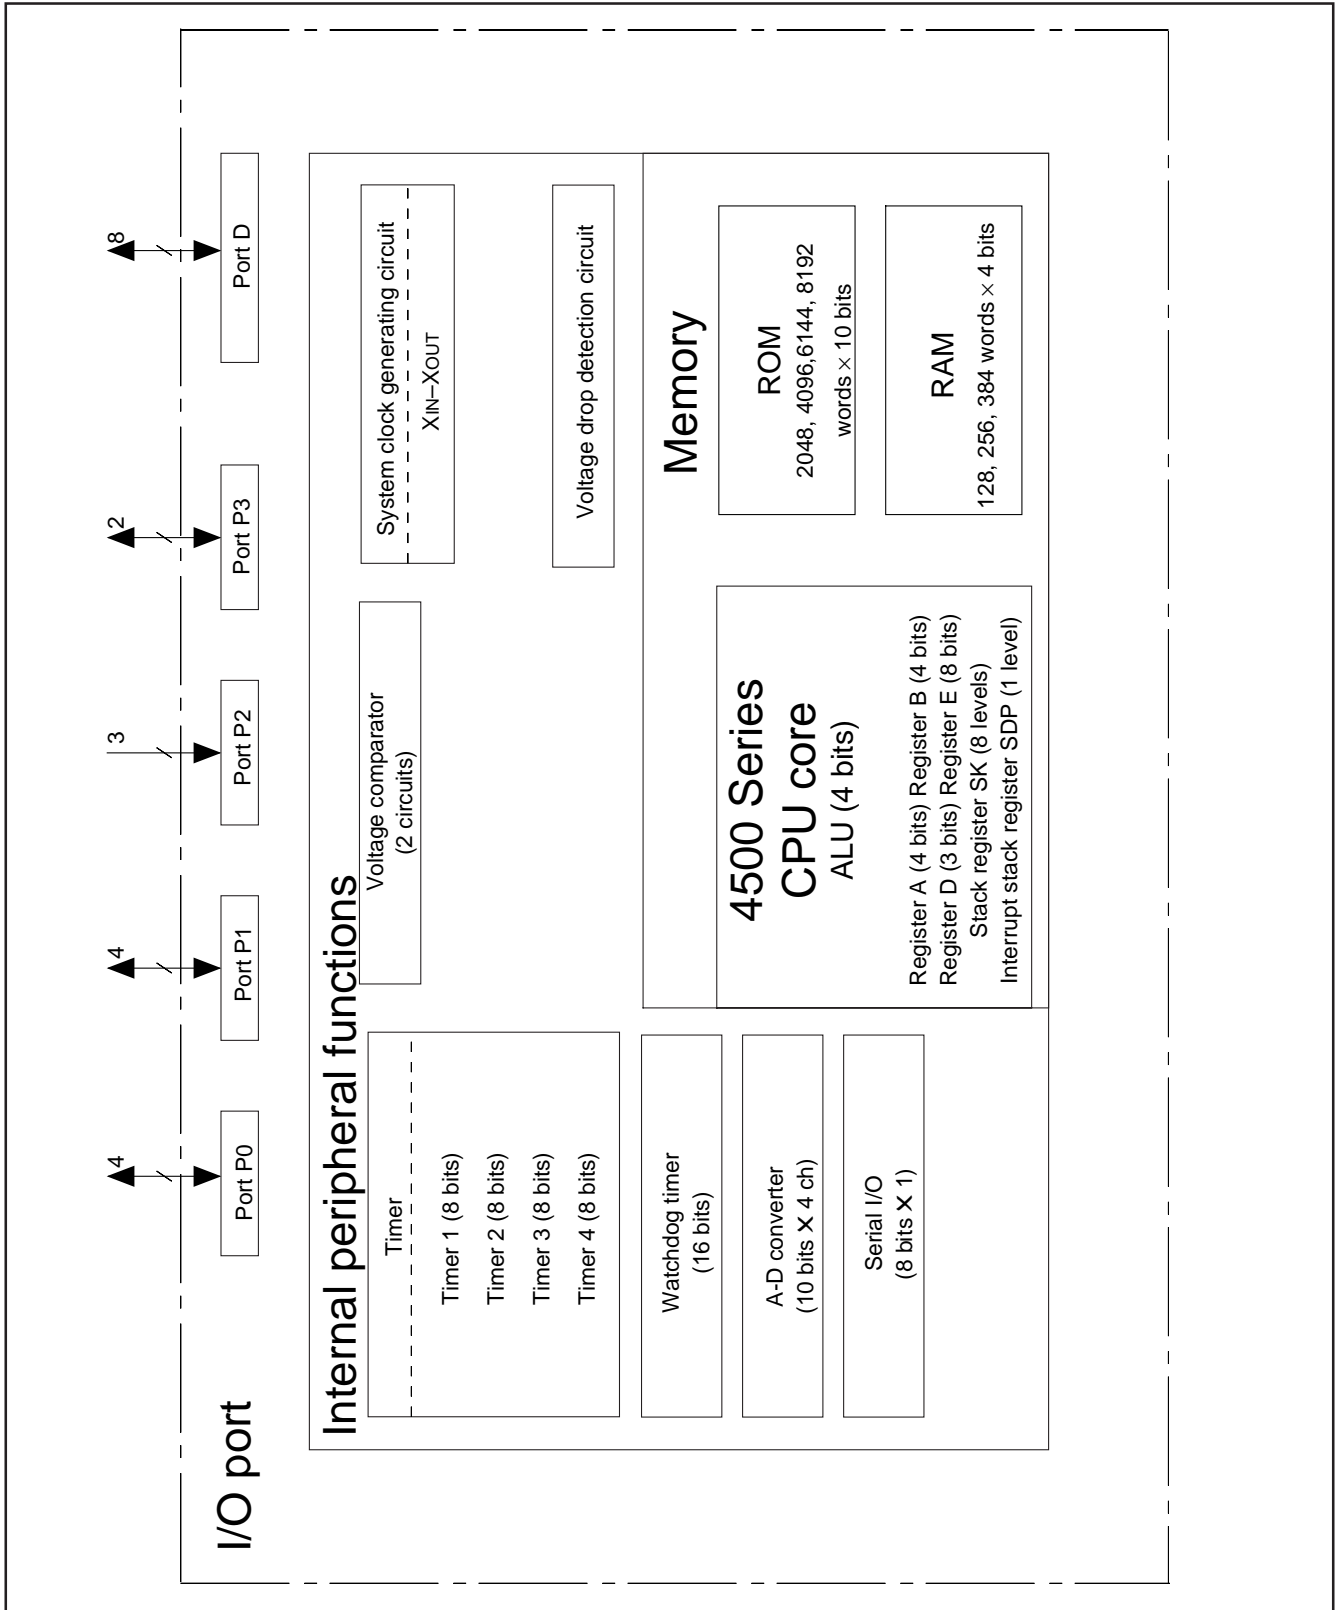 I/O port
4
4
3
2
8
Port P0
Port P1
Port P2
Port P3
Port D
Internal peripheral functions
Timer
Timer 1 (8 bits)
Timer 2 (8 bits)
Timer 3 (8 bits)
Timer 4 (8 bits)
Watchdog timer
(16 bits)
A-D converter
(10 bits ✕ 4 ch)
Serial I/O
(8 bits ✕ 1)
Voltage comparator
(2 circuits)
System clock generating circuit
XIN–XOUT
Voltage drop detection circuit
4500 Series
CPU core
ALU (4 bits)
Register A (4 bits) Register B (4 bits)
Register D (3 bits) Register E (8 bits)
Stack register SK (8 levels)
Interrupt stack register SDP (1 level)
Memory
ROM
2048, 4096,6144, 8192
words × 10 bits
RAM
128, 256, 384 words × 4 bits